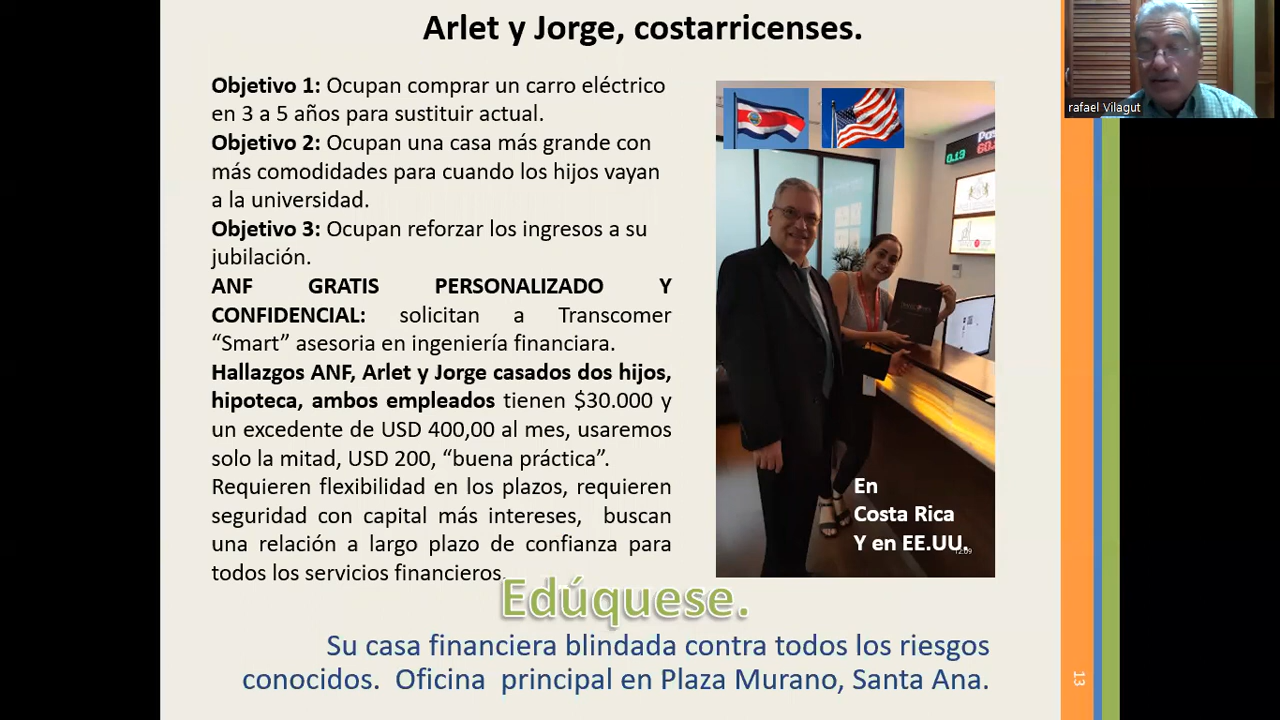 Arlet y Jorge, costarricenses.
rafael Vilagut
Objetivo 1: Ocupan comprar un carro eléctrico
en 3 a 5 años para sustituir actual.
Objetivo 2: Ocupan una casa más grande con
más comodidades para cuando los hijos vayan
a la universidad.
Objetivo 3: Ocupan reforzar los ingresos a su
jubilación.
ANF GRATIS PERSONALIZADO Y
CONFIDENCIAL: solicitan a Transcomer
“Smart” asesoria en ingeniería financiara.
Hallazgos ANF, Arlet y Jorge casados dos hijos,
hipoteca, ambos empleados tienen $30.000 y
un excedente de USD 400,00 al mes, usaremos
solo la mitad, USD 200, “buena práctica”.
Requieren flexibilidad en los plazos, requieren
seguridad con capital más intereses, buscan
una relación a largo plazo de confianza para
todos los servicios financieros.
0.19
En
Costa Rica
Y en EE.UU.
12:09
Edúquese.
Su casa financiera blindada contra todos los riesgos
conocidos. Oficina principal en Plaza Murano, Santa Ana.
13